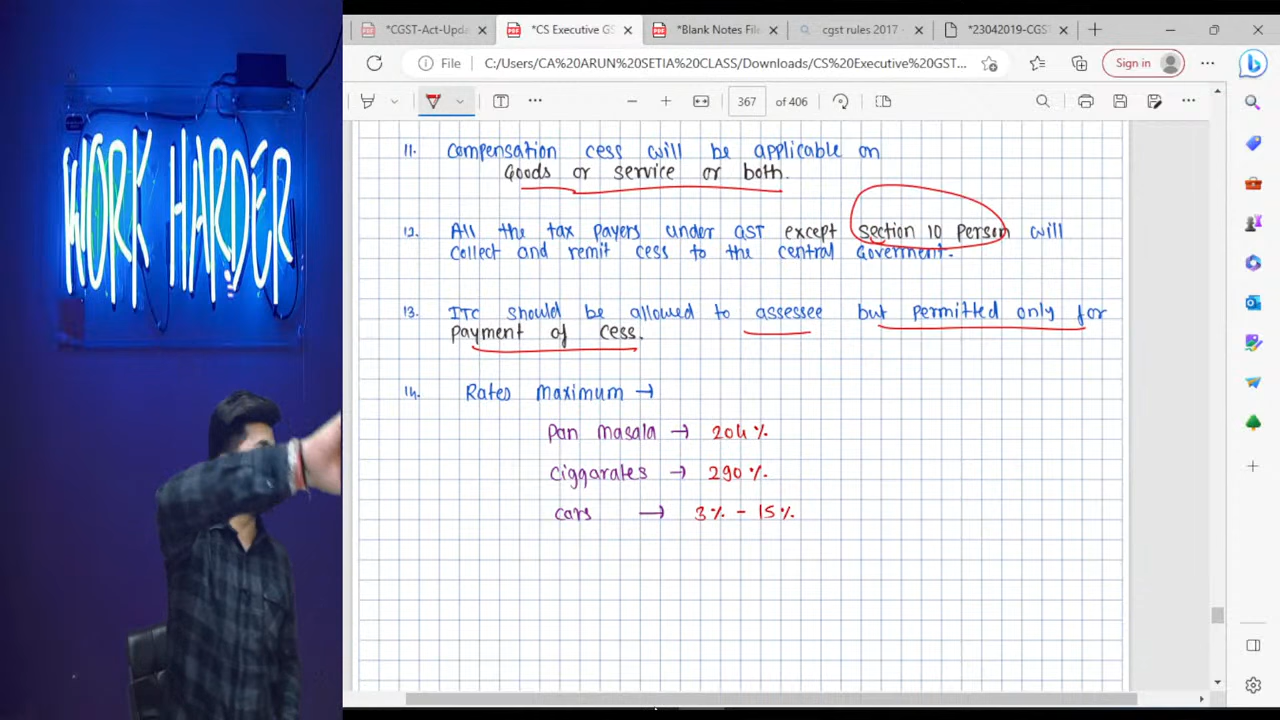 *CGST-Act-Upda
*CS Executive GS
*Blank Notes File
cgst rules 2017
*23042019-CGST
File
C:/Users/CA%20ARUN%20SETIA%20CLASS/Downloads/CS%20Executive%20GST...
Sign in
367 of 406
WORK HARDER
11. Compensation cess will be applicable on
Goods or service or both.
12. All the tax payers under GST except Section 10 Person will
collect and remit cess to the central Goverment.
13. ITC should be allowed to assessee but permitted only for
payment of cess.
14. Rates Maximum →
Pan masala → 204%
Ciggarates → 290%
cars → 3% - 15%